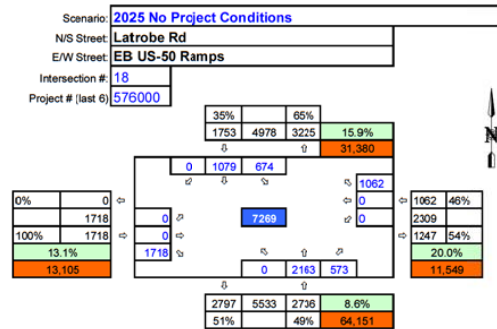 Scenario: 2025 No Project Conditions
N/S Street: Latrobe Rd
E/W Street: EB US-50 Ramps
Intersection #: 18
Project # (last 6) 576000
N
35% 65%
1753 4978 3225 15.9%
⇩ ⇧ 31,380
0 1079 674
1062
0% 0 0 1062 46%
1718 0 7269 0 2309
100% 1718 0 1247 54%
13.1% 1718 20.0%
13,105 0 2163 573 11,549
2797 5533 2736 8.6%
51% 49% 64,151